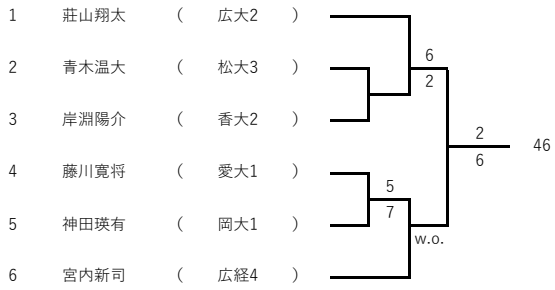 1 莊山翔太 ( 広大2 )
6
2 青木温大 ( 松大3 )
2
3 岸淵陽介 ( 香大2 )
2
46
6
4 藤川寛将 ( 愛大1 )
5
7
5 神田瑛有 ( 岡大1 )
w.o.
6 宮内新司 ( 広経4 )